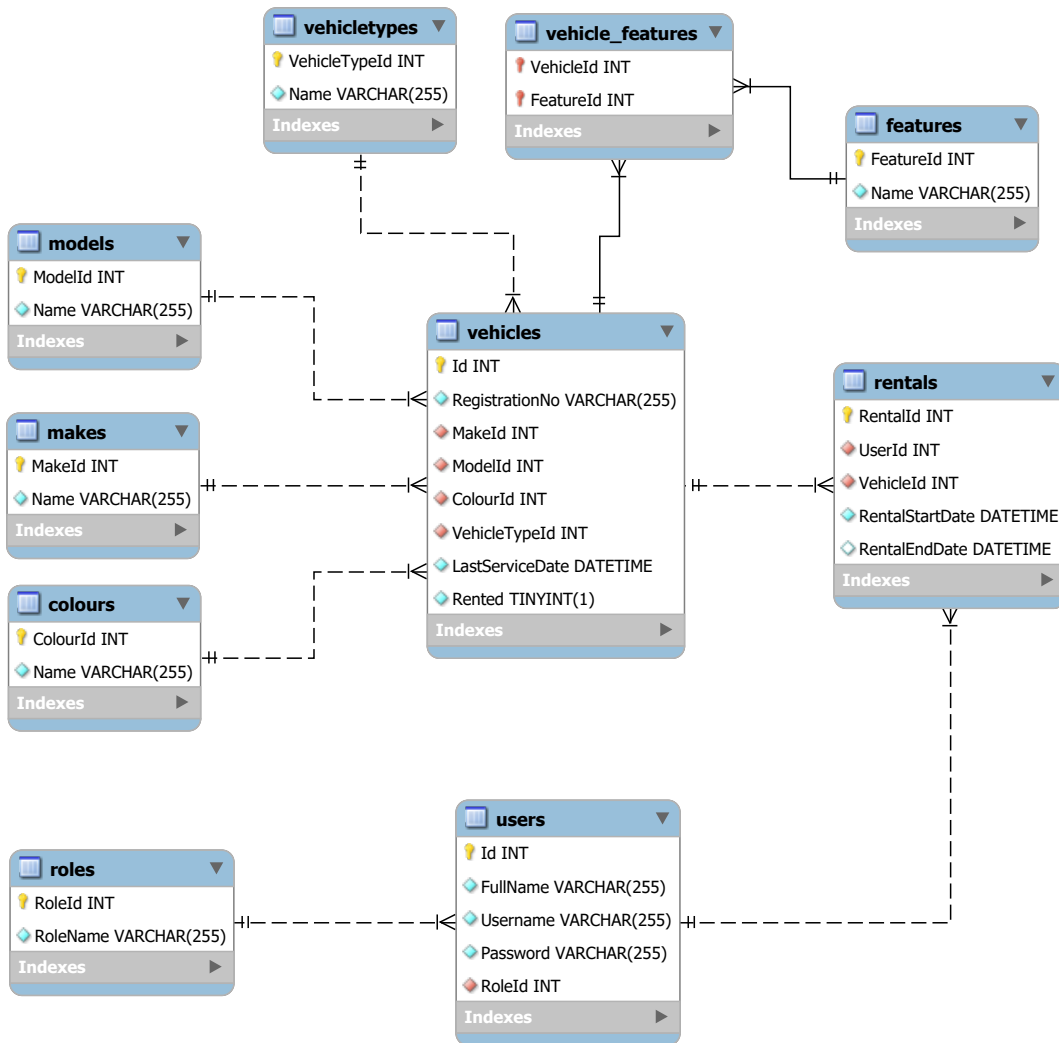 vehicletypes
VehicleTypeId INT
Name VARCHAR(255)
Indexes
vehicle_features
VehicleId INT
FeatureId INT
Indexes
features
FeatureId INT
Name VARCHAR(255)
Indexes
models
ModelId INT
Name VARCHAR(255)
Indexes
makes
MakeId INT
Name VARCHAR(255)
Indexes
colours
ColourId INT
Name VARCHAR(255)
Indexes
vehicles
Id INT
RegistrationNo VARCHAR(255)
MakeId INT
ModelId INT
ColourId INT
VehicleTypeId INT
LastServiceDate DATETIME
Rented TINYINT(1)
Indexes
rentals
RentalId INT
UserId INT
VehicleId INT
RentalStartDate DATETIME
RentalEndDate DATETIME
Indexes
roles
RoleId INT
RoleName VARCHAR(255)
Indexes
users
Id INT
FullName VARCHAR(255)
Username VARCHAR(255)
Password VARCHAR(255)
RoleId INT
Indexes